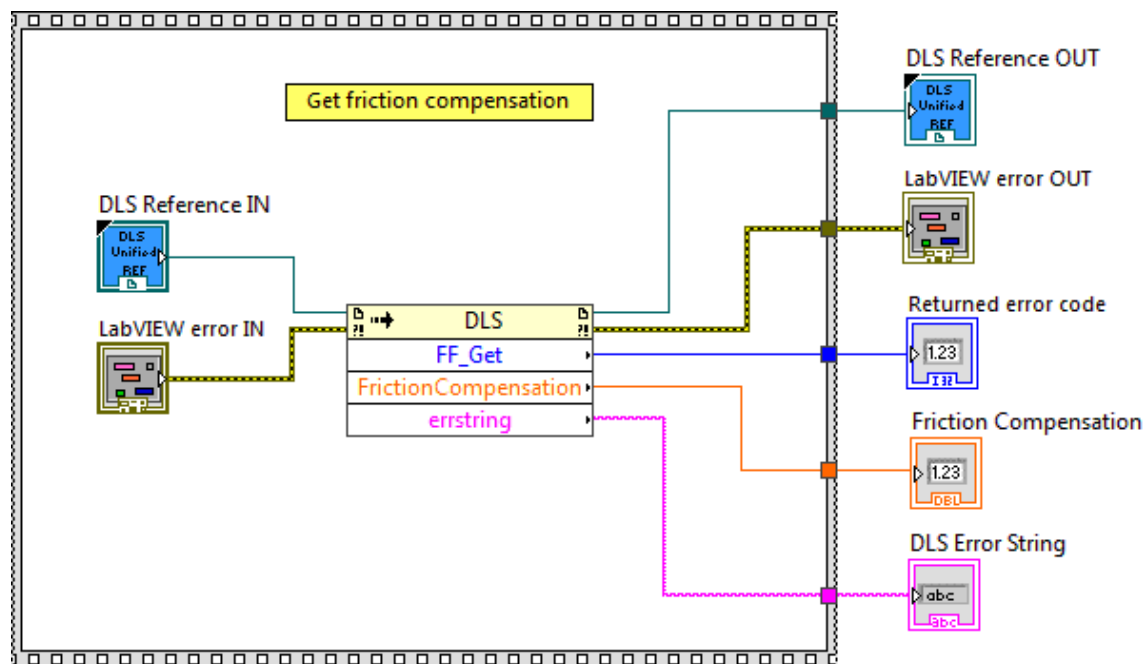 DLS Reference OUT
DLS
Unified
REF
Get friction compensation
LabVIEW error OUT
DLS Reference IN
DLS
Unified
REF
LabVIEW error IN
?! DLS ?!
FF_Get
FrictionCompensation
errstring
Returned error code
1.23
I32
Friction Compensation
1.23
DBL
DLS Error String
abc
abc